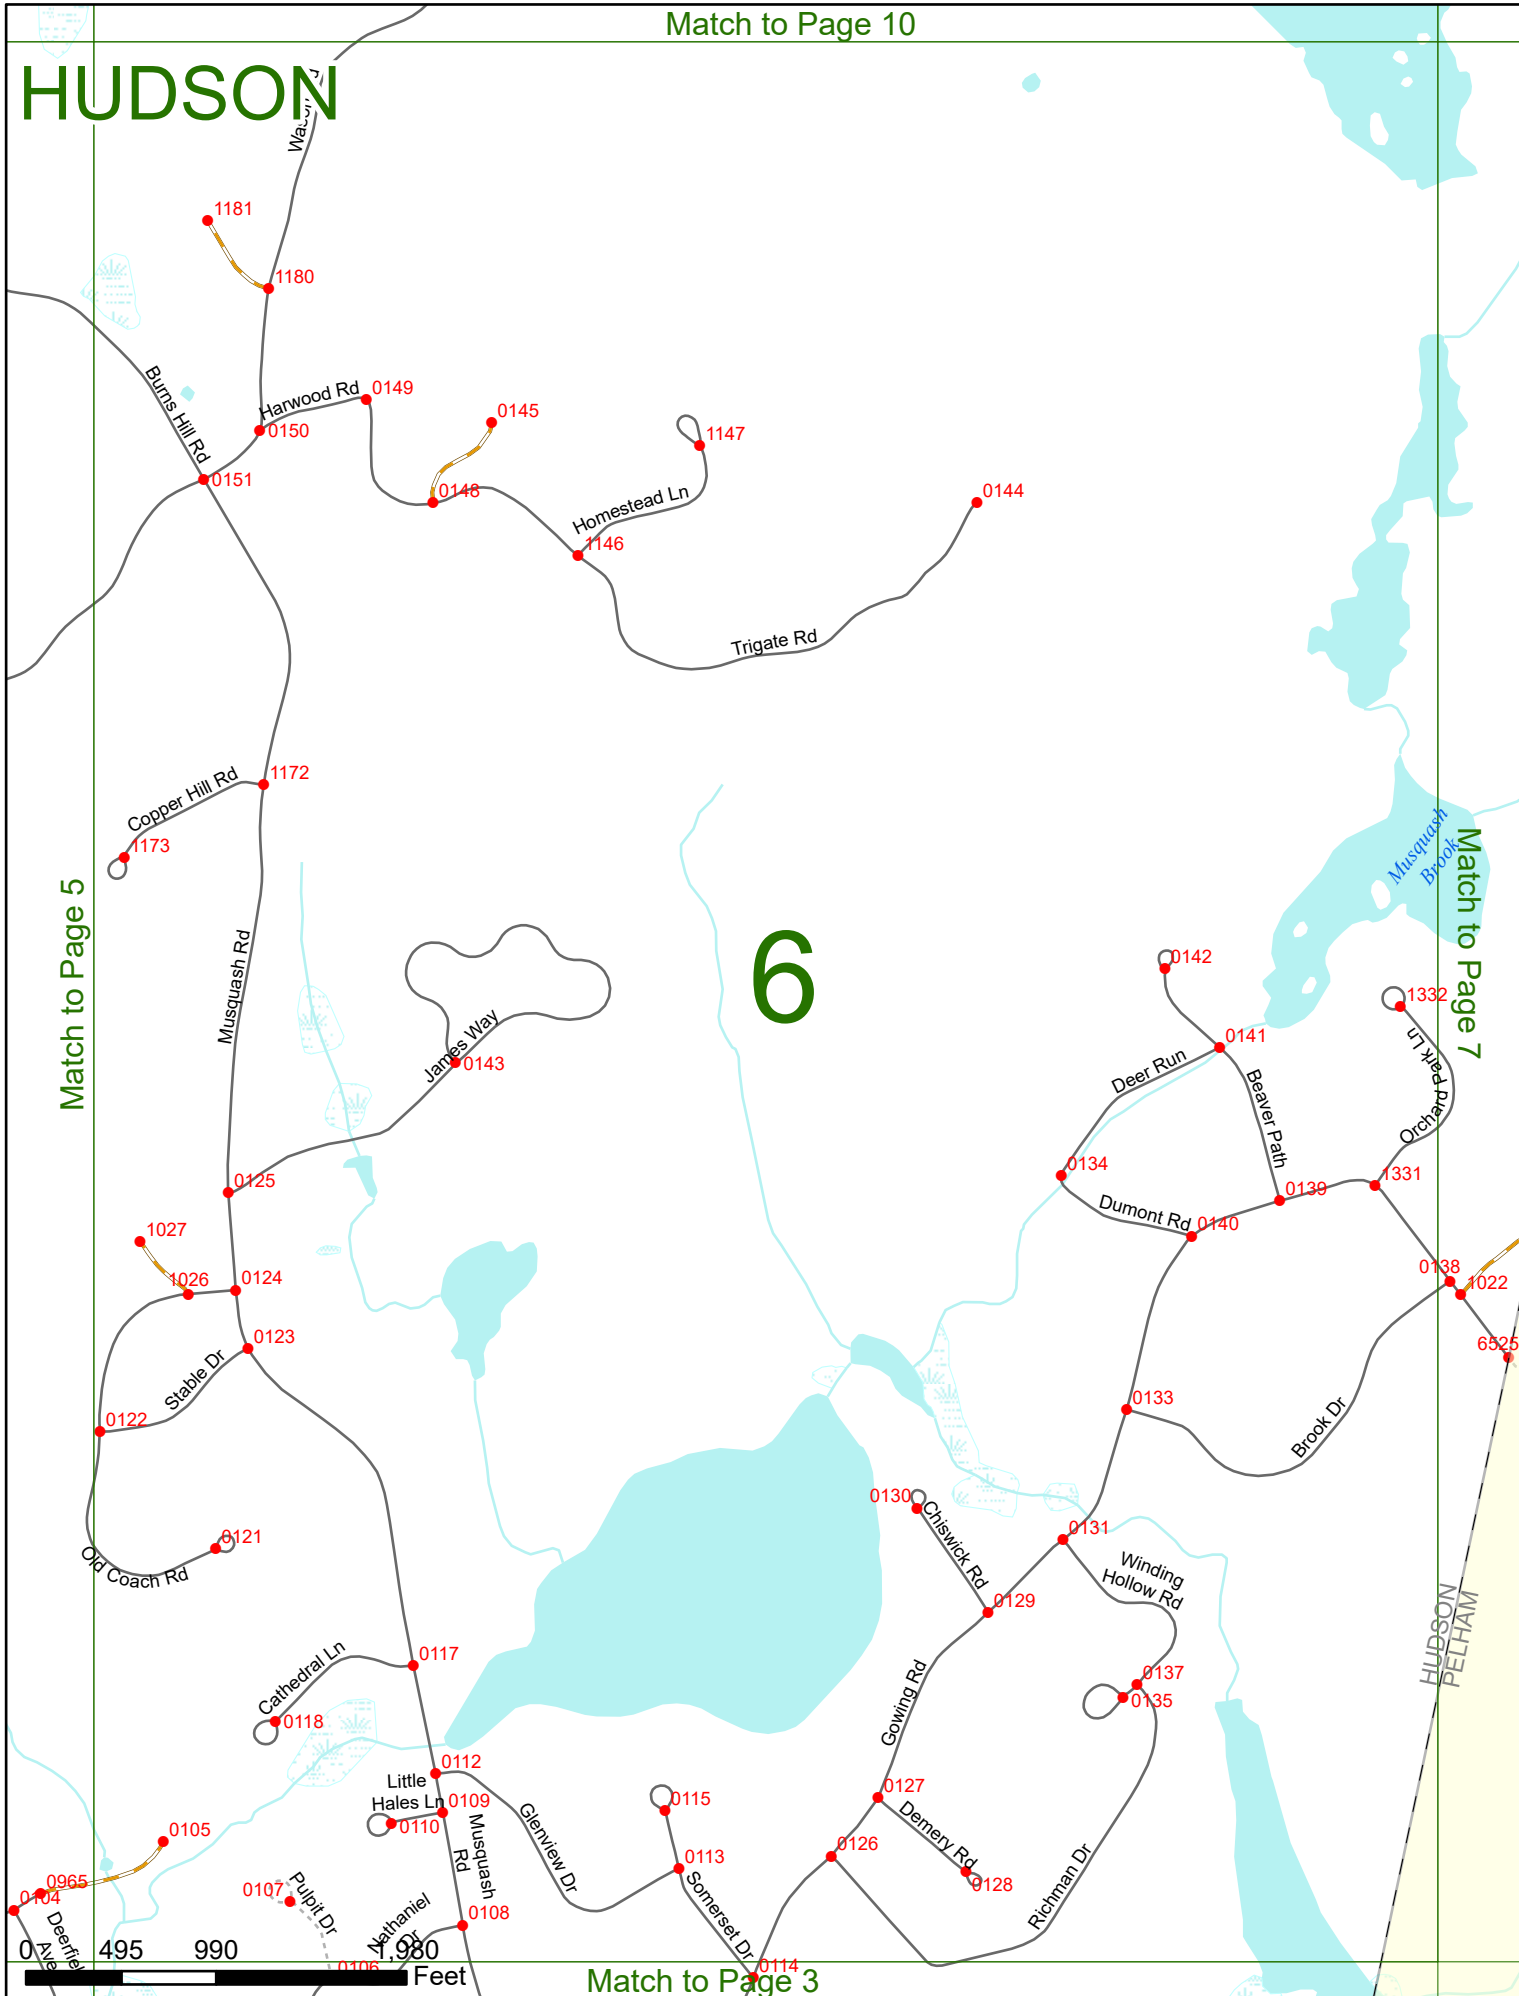 Match to Page 10
HUDSON
1181
1180
Burns Hill Rd
Harwood Rd
0149
0150
0145
1147
0151
0148
Homestead Ln
0144
1146
Trigate Rd
1172
Copper Hill Rd
1173
Musquash
Brook
Match to Page 5
Match to Page 7
Musquash Rd
6
0142
1332
James Way
0143
0141
Deer Run
Beaver Path
Orchard Park Ln
0134
0125
0139
1331
Dumont Rd
0140
1027
1026
0124
0138
1022
0123
6525
Stable Dr
0122
0133
Brook Dr
0130
Chiswick Rd
0121
Old Coach Rd
0131
Winding
Hollow Rd
0129
HUDSON
PELHAM
Cathedral Ln
0117
0118
Gowing Rd
0137
0135
0112
Little
Hales Ln
0109
0110
Musquash
Rd
Glenview Dr
0115
0127
Demery Rd
0105
0113
0126
0128
0965
0104
0107
Pulpit Dr
Somerset Dr
Richman Dr
Nathaniel
Dr
0108
Deerfiel
Ave
0106
0114
0 495 990 1,980
Feet
Match to Page 3